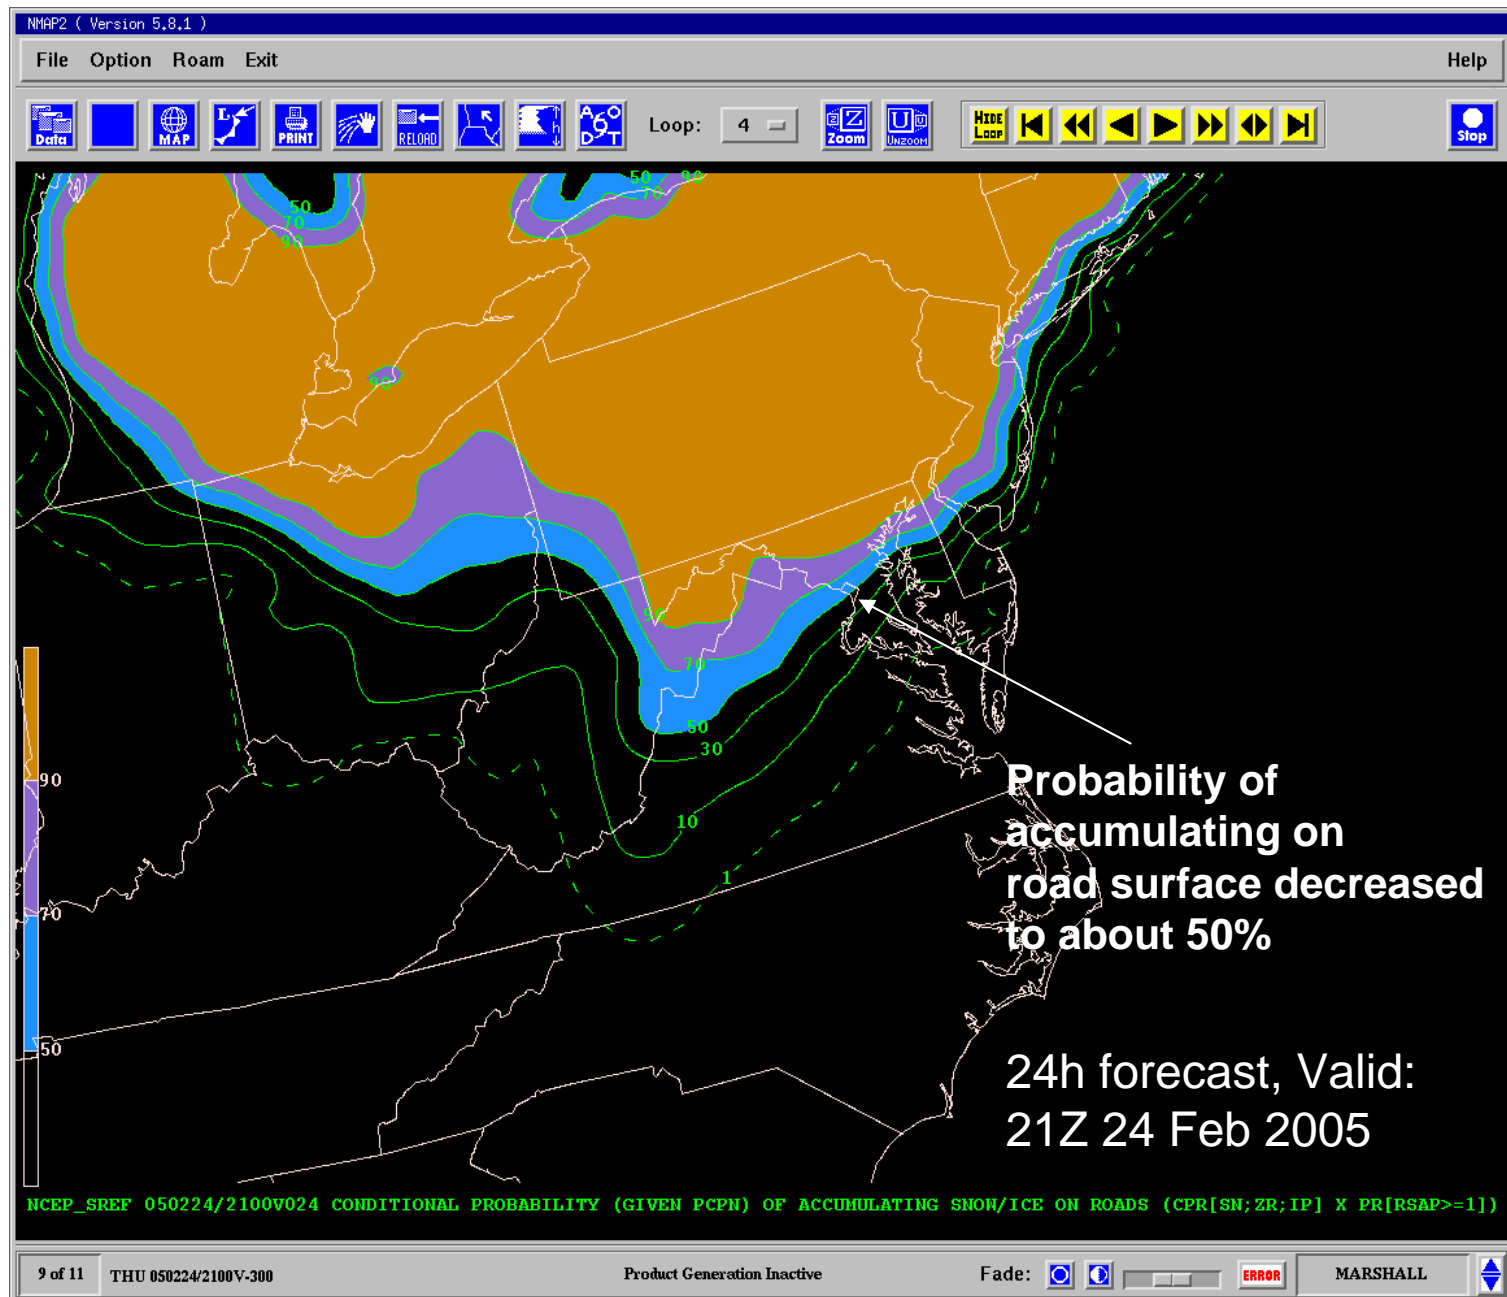 NMAP2 ( Version 5.8.1 )
File Option Roam Exit Help
Data MAP L PRINT RELOAD h A6O DT Loop: 4 Z Zoom U UNZOOM HIDE LOOP Stop
50 70 90
50
70
90
90
90
70
50
30
10
1
90
70
50
Probability of
accumulating on
road surface decreased
to about 50%
24h forecast, Valid:
21Z 24 Feb 2005
NCEP_SREF 050224/2100V024 CONDITIONAL PROBABILITY (GIVEN PCPN) OF ACCUMULATING SNOW/ICE ON ROADS (CPR[SN;ZR;IP] X PR[RSAP>=1])
9 of 11 THU 050224/2100V-300 Product Generation Inactive Fade: ERROR MARSHALL